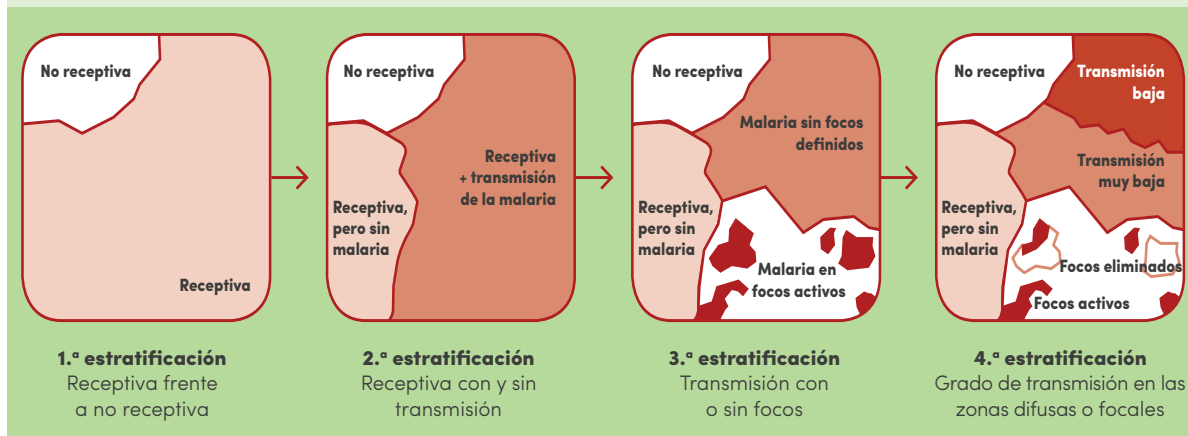 No receptiva
Receptiva
1.ª estratificación
Receptiva frente
a no receptiva
No receptiva
Receptiva
+ transmisión
de la malaria
Receptiva,
pero sin
malaria
2.ª estratificación
Receptiva con y sin
transmisión
No receptiva
Malaria sin focos
definidos
Receptiva,
pero sin
malaria
Malaria en
focos activos
3.ª estratificación
Transmisión con
o sin focos
No receptiva
Transmisión
baja
Transmisión
muy baja
Receptiva,
pero sin
malaria
Focos eliminados
Focos activos
4.ª estratificación
Grado de transmisión en las
zonas difusas o focales